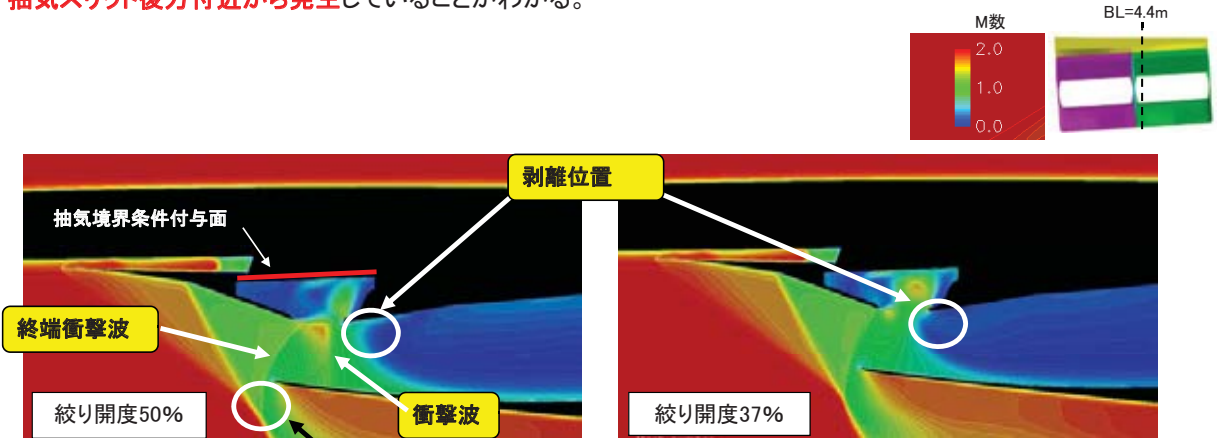 抽気スリット後方付近から発生していることがわかる。
M数
BL=4.4m
2.0
1.0
0.0
剥離位置
抽気境界条件付与面
終端衝撃波
衝撃波
絞り開度50%
絞り開度37%